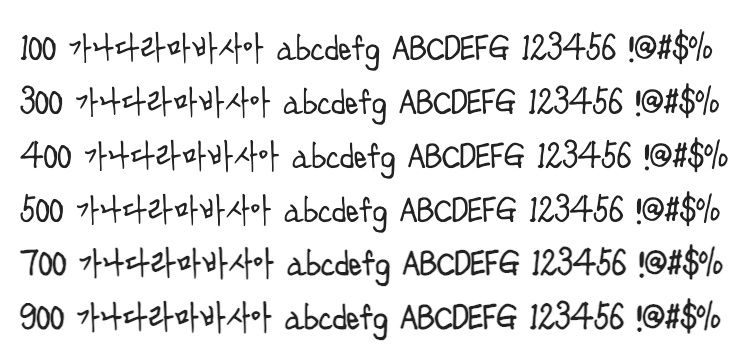 100 가나다라마바사아 abcdefg ABCDEFG 123456 !@#$%
300 가나다라마바사아 abcdefg ABCDEFG 123456 !@#$%
400 가나다라마바사아 abcdefg ABCDEFG 123456 !@#$%
500 가나다라마바사아 abcdefg ABCDEFG 123456 !@#$%
700 가나다라마바사아 abcdefg ABCDEFG 123456 !@#$%
900 가나다라마바사아 abcdefg ABCDEFG 123456 !@#$%